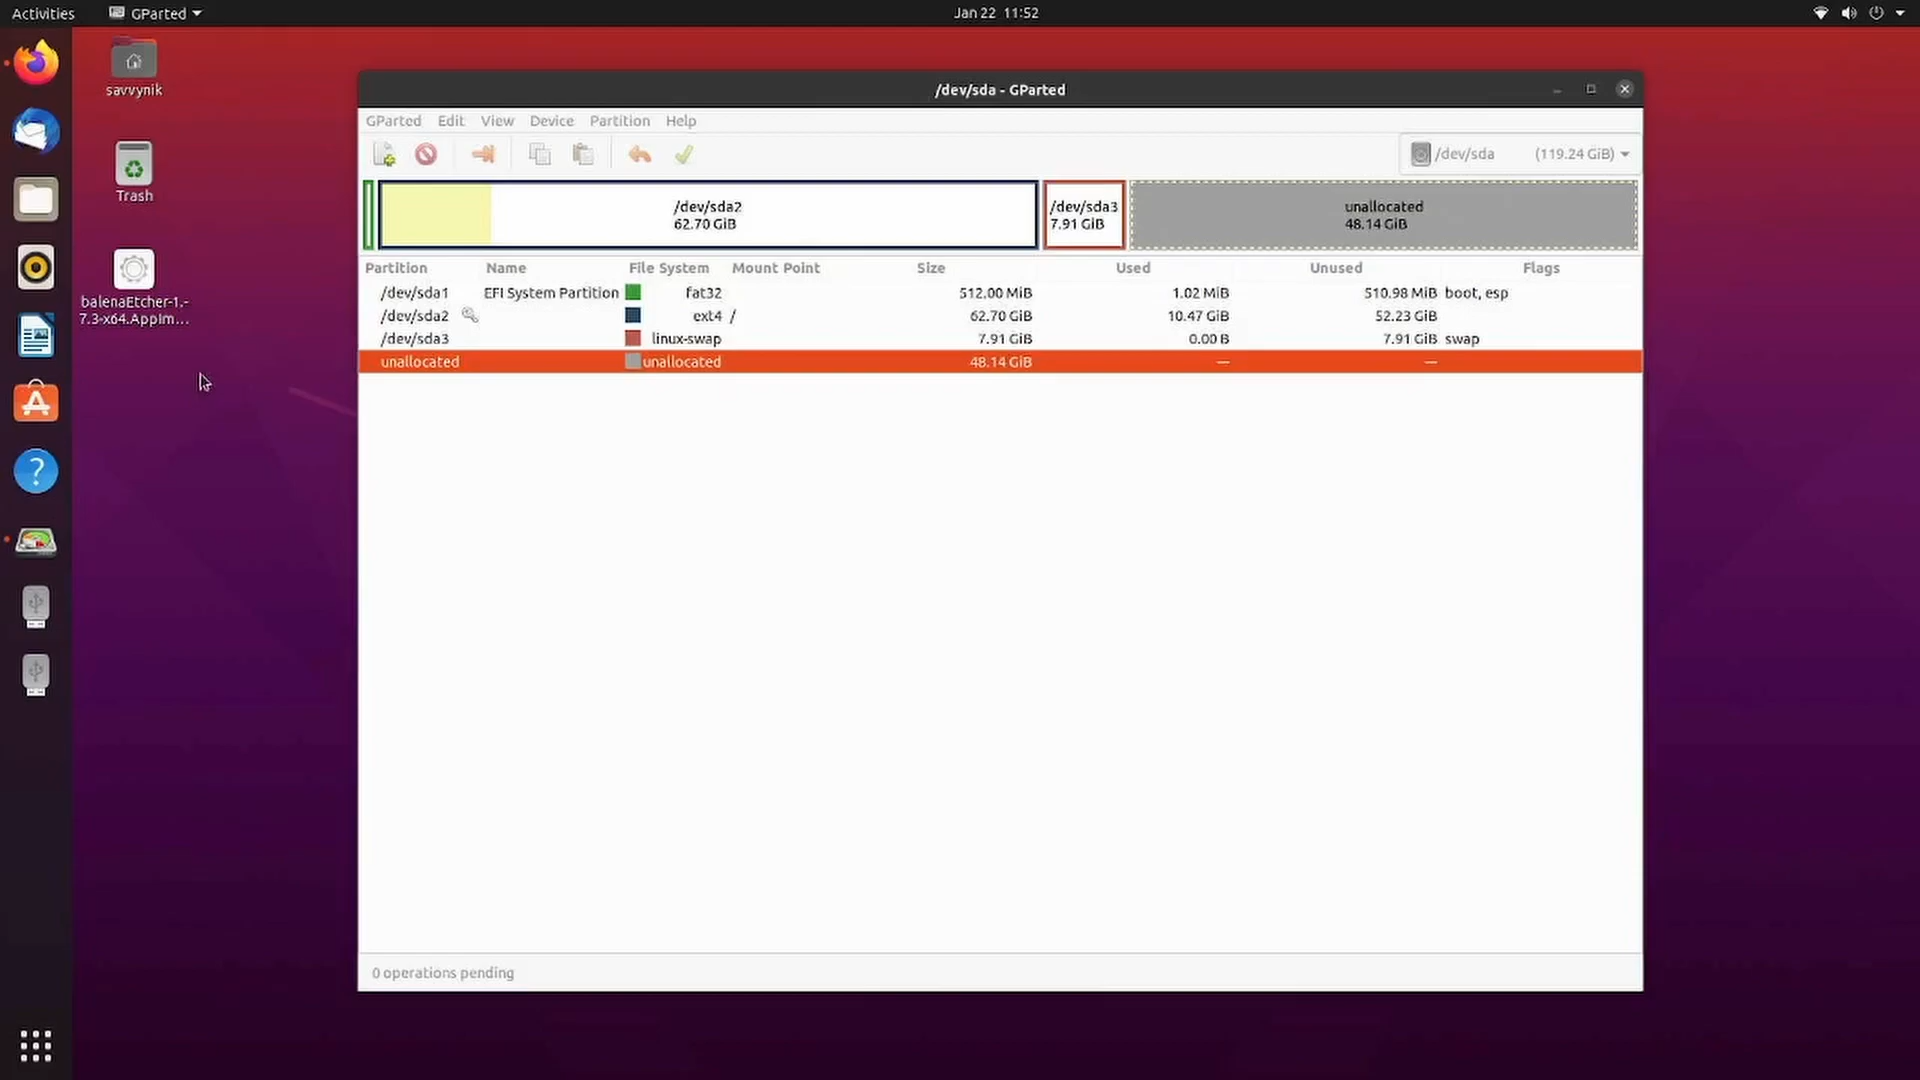 Activities
GParted
Jan 22 11:52
savvynik
Trash
balenaEtcher-1.-
7.3-x64.AppIm...
/dev/sda - GParted
GParted Edit View Device Partition Help
/dev/sda (119.24 GiB)
/dev/sda2
62.70 GiB
/dev/sda3
7.91 GiB
unallocated
48.14 GiB
Partition Name File System Mount Point Size Used Unused Flags
/dev/sda1 EFI System Partition fat32 512.00 MiB 1.02 MiB 510.98 MiB boot, esp
/dev/sda2 ext4 / 62.70 GiB 10.47 GiB 52.23 GiB
/dev/sda3 linux-swap 7.91 GiB 0.00 B 7.91 GiB swap
unallocated unallocated 48.14 GiB — —
0 operations pending